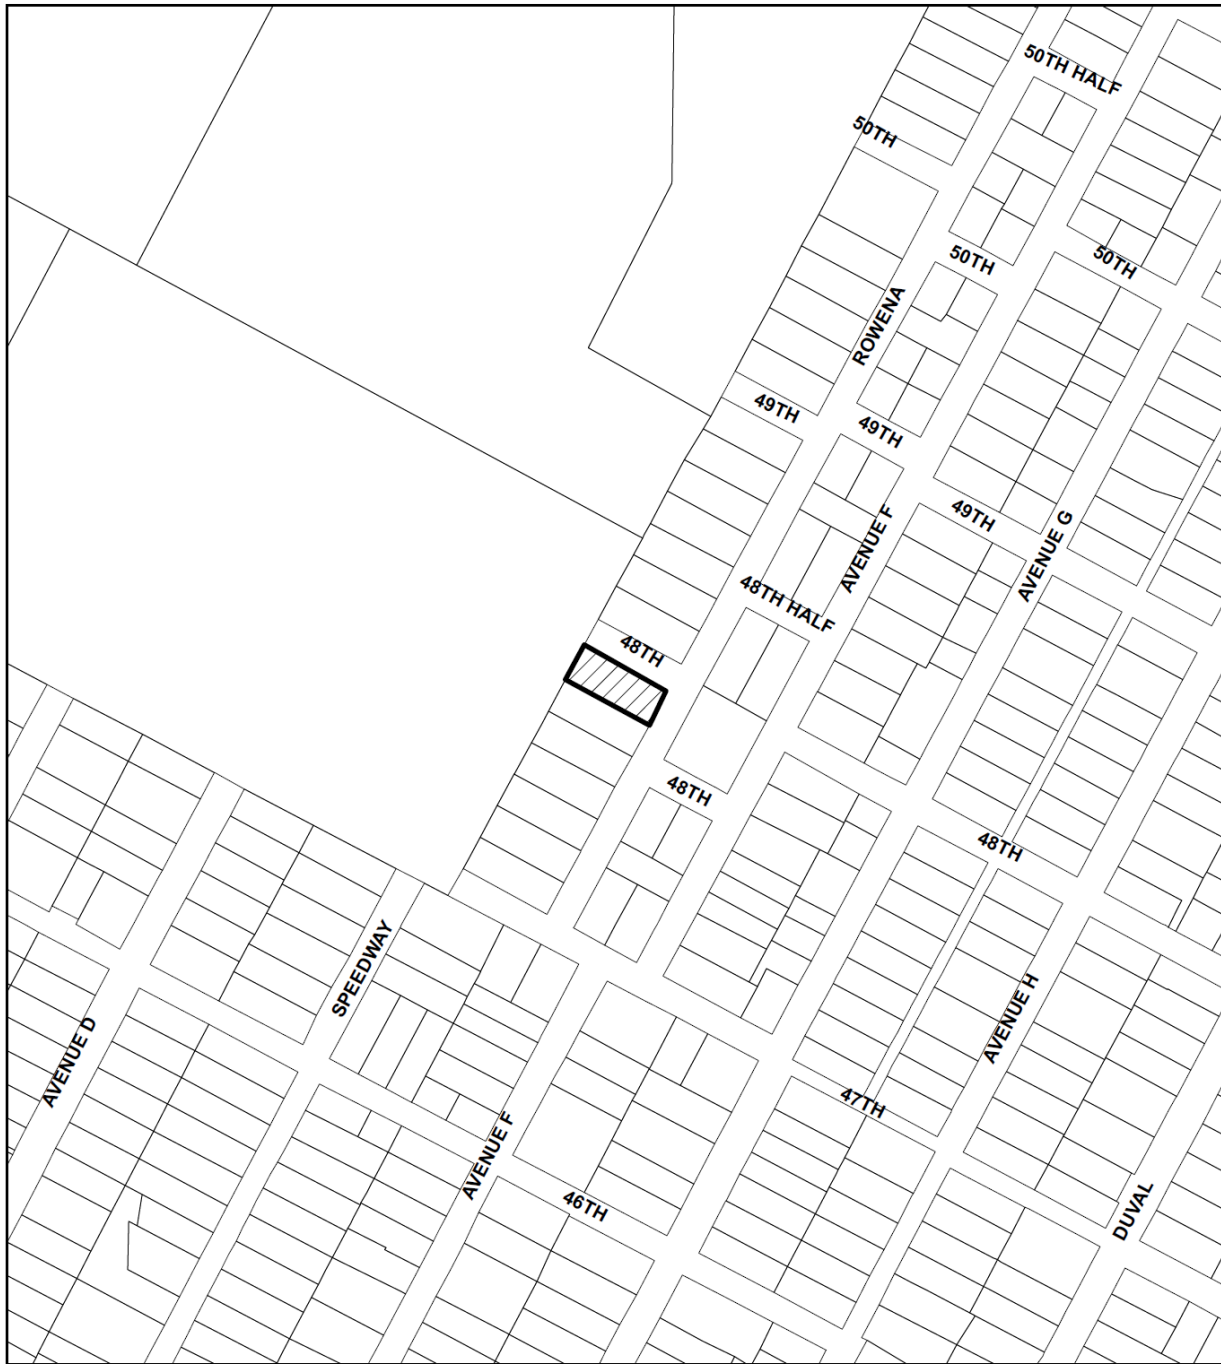 50TH HALF
50TH
50TH
50TH
ROWENA
49TH
49TH
49TH
AVENUE F
AVENUE G
48TH HALF
48TH
48TH
48TH
SPEEDWAY
AVENUE H
AVENUE D
47TH
AVENUE F
46TH
DUVAL